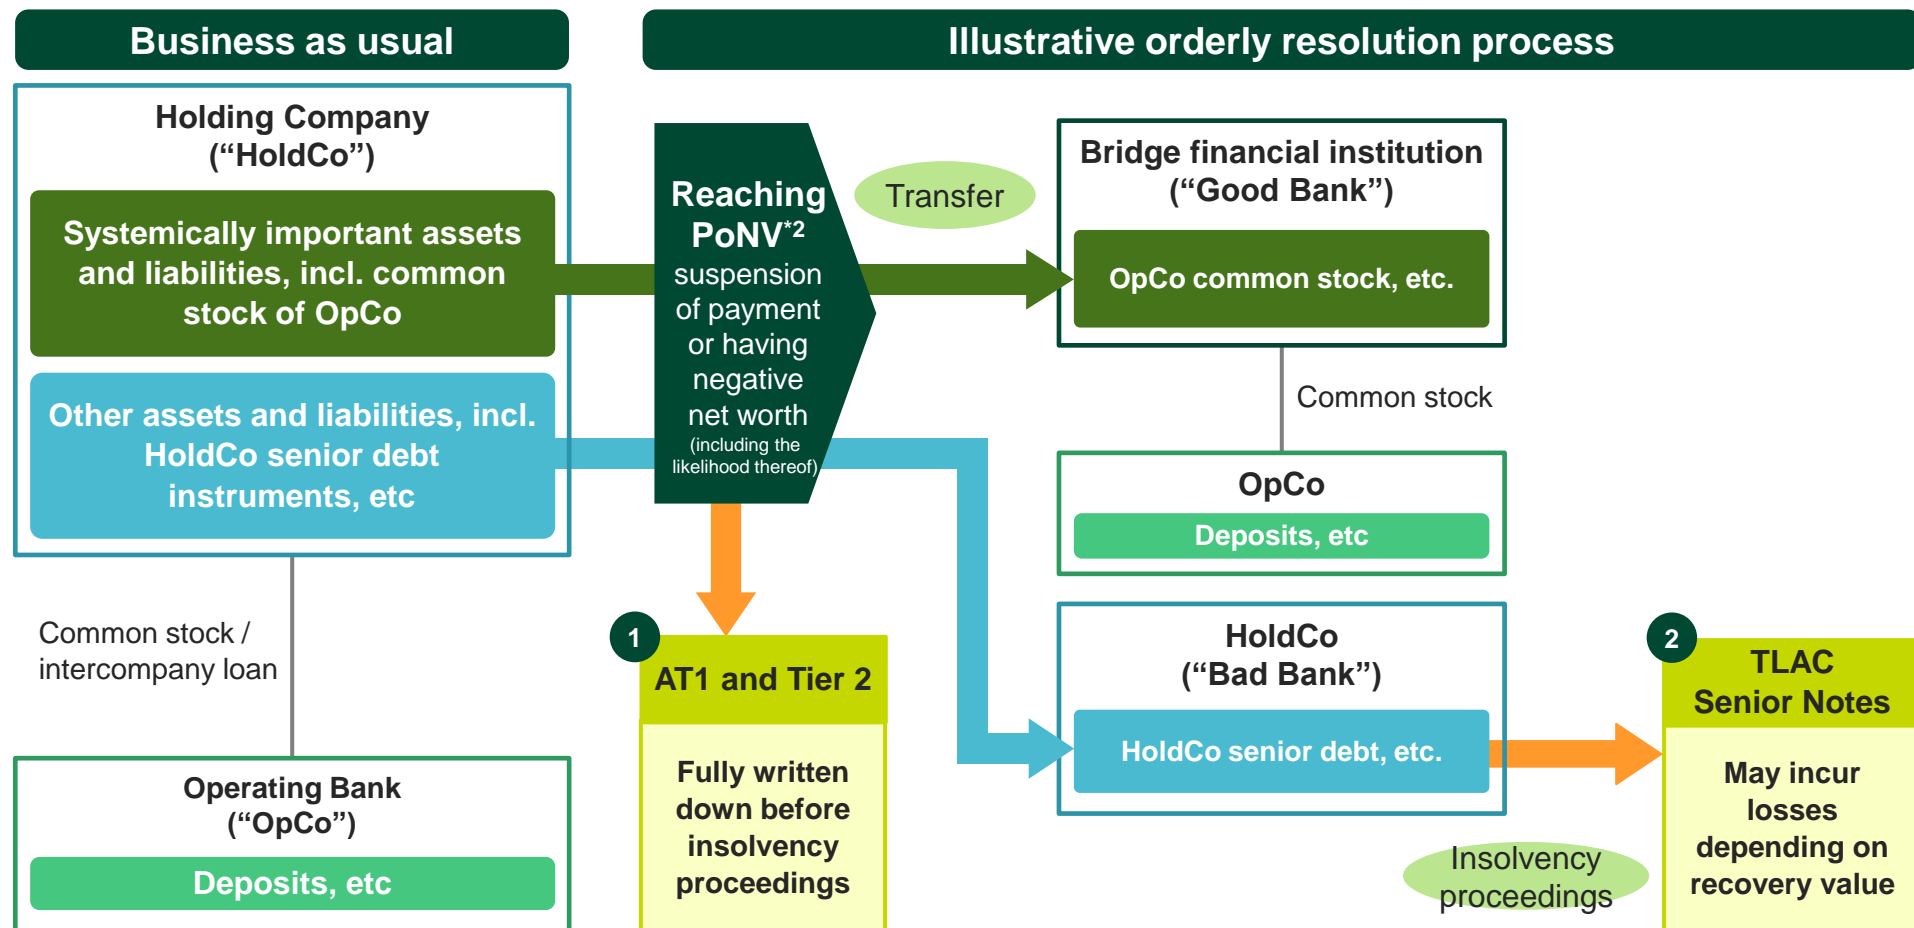 Business as usual
Illustrative orderly resolution process
Holding Company
(“HoldCo”)
Systemically important assets
and liabilities, incl. common
stock of OpCo
Other assets and liabilities, incl.
HoldCo senior debt
instruments, etc
Common stock /
intercompany loan
Operating Bank
(“OpCo”)
Deposits, etc
Reaching
PoNV*2
suspension
of payment
or having
negative
net worth
(including the
likelihood thereof)
Transfer
Bridge financial institution
(“Good Bank”)
OpCo common stock, etc.
Common stock
OpCo
Deposits, etc
1
AT1 and Tier 2
Fully written
down before
insolvency
proceedings
HoldCo
(“Bad Bank”)
HoldCo senior debt, etc.
Insolvency
proceedings
2
TLAC
Senior Notes
May incur
losses
depending on
recovery value